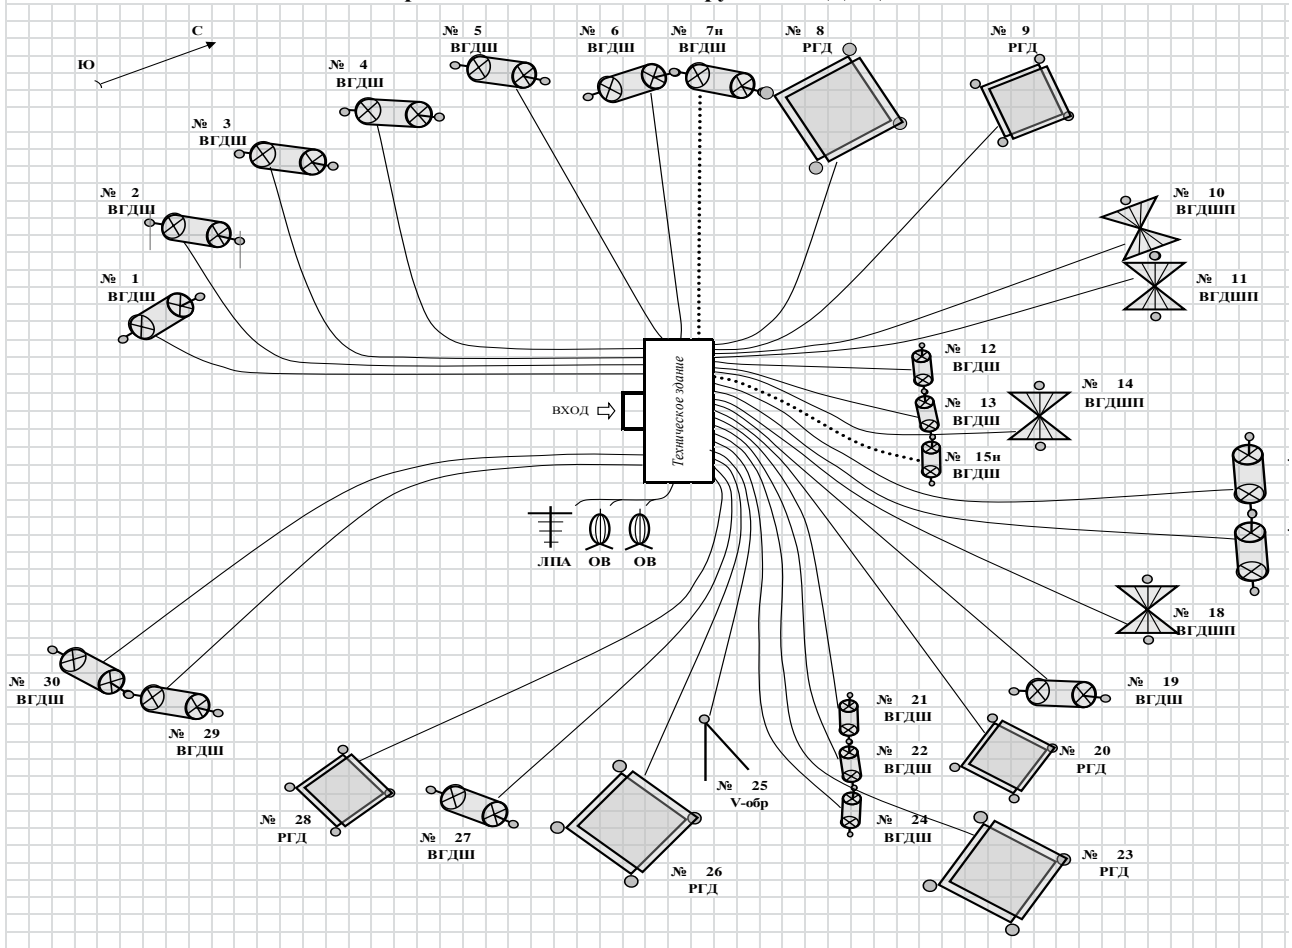 С
Ю
№ 5
ВГДШ
№ 6
ВГДШ
№ 7н
ВГДШ
№ 8
РГД
№ 9
РГД
№ 4
ВГДШ
№ 3
ВГДШ
№ 2
ВГДШ
№ 1
ВГДШ
№ 10
ВГДШП
№ 11
ВГДШП
№ 12
ВГДШ
№ 13
ВГДШ
№ 14
ВГДШП
№ 15н
ВГДШ
Техническое здание
ВХОД
ЛПА
ОВ
ОВ
№ 18
ВГДШП
№ 19
ВГДШ
№ 20
РГД
№ 21
ВГДШ
№ 22
ВГДШ
№ 24
ВГДШ
№ 23
РГД
№ 25
V-обр
№ 26
РГД
№ 27
ВГДШ
№ 28
РГД
№ 29
ВГДШ
№ 30
ВГДШ